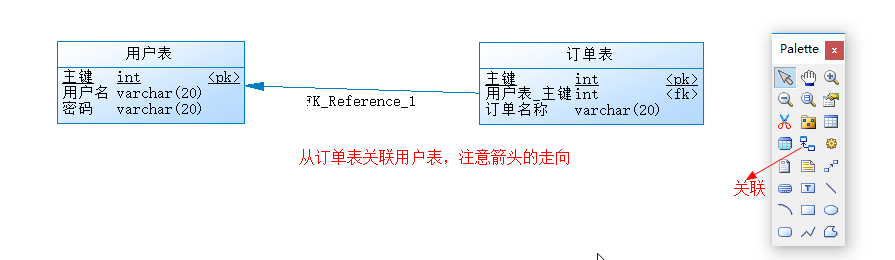 用户表
主键 int <pk>
用户名 varchar(20)
密码 varchar(20)
FK_Reference_1
订单表
主键 int <pk>
用户表_主键 int <fk>
订单名称 varchar(20)
从订单表关联用户表，注意箭头的走向
Palette x
关联